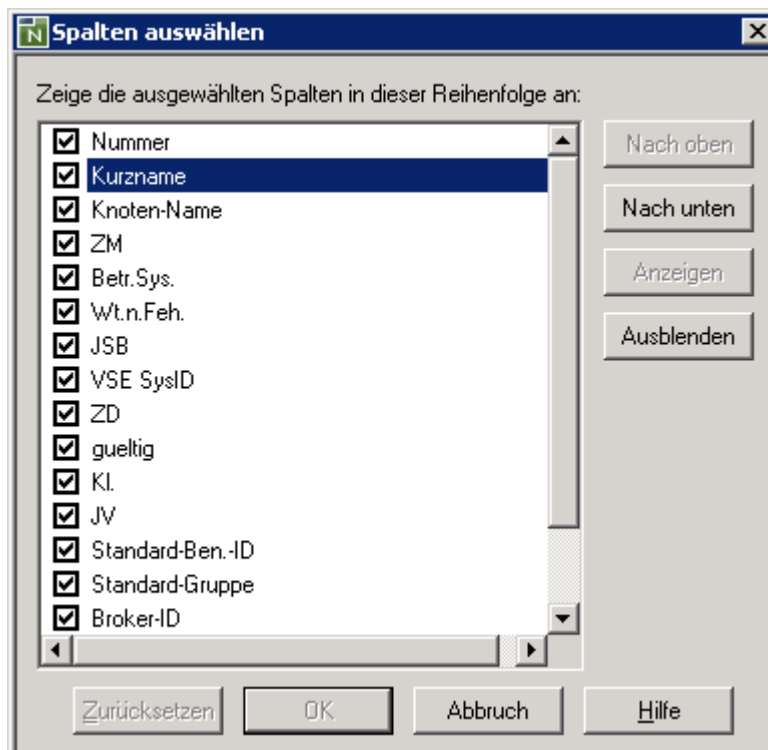 Spalten auswählen
Zeige die ausgewählten Spalten in dieser Reihenfolge an:
Nummer
Kurzname
Knoten-Name
ZM
Betr.Sys.
Wt.n.Feh.
JSB
VSE SysID
ZD
gueltig
Kl.
JV
Standard-Ben.-ID
Standard-Gruppe
Broker-ID
Nach oben
Nach unten
Anzeigen
Ausblenden
Zurücksetzen
OK
Abbruch
Hilfe